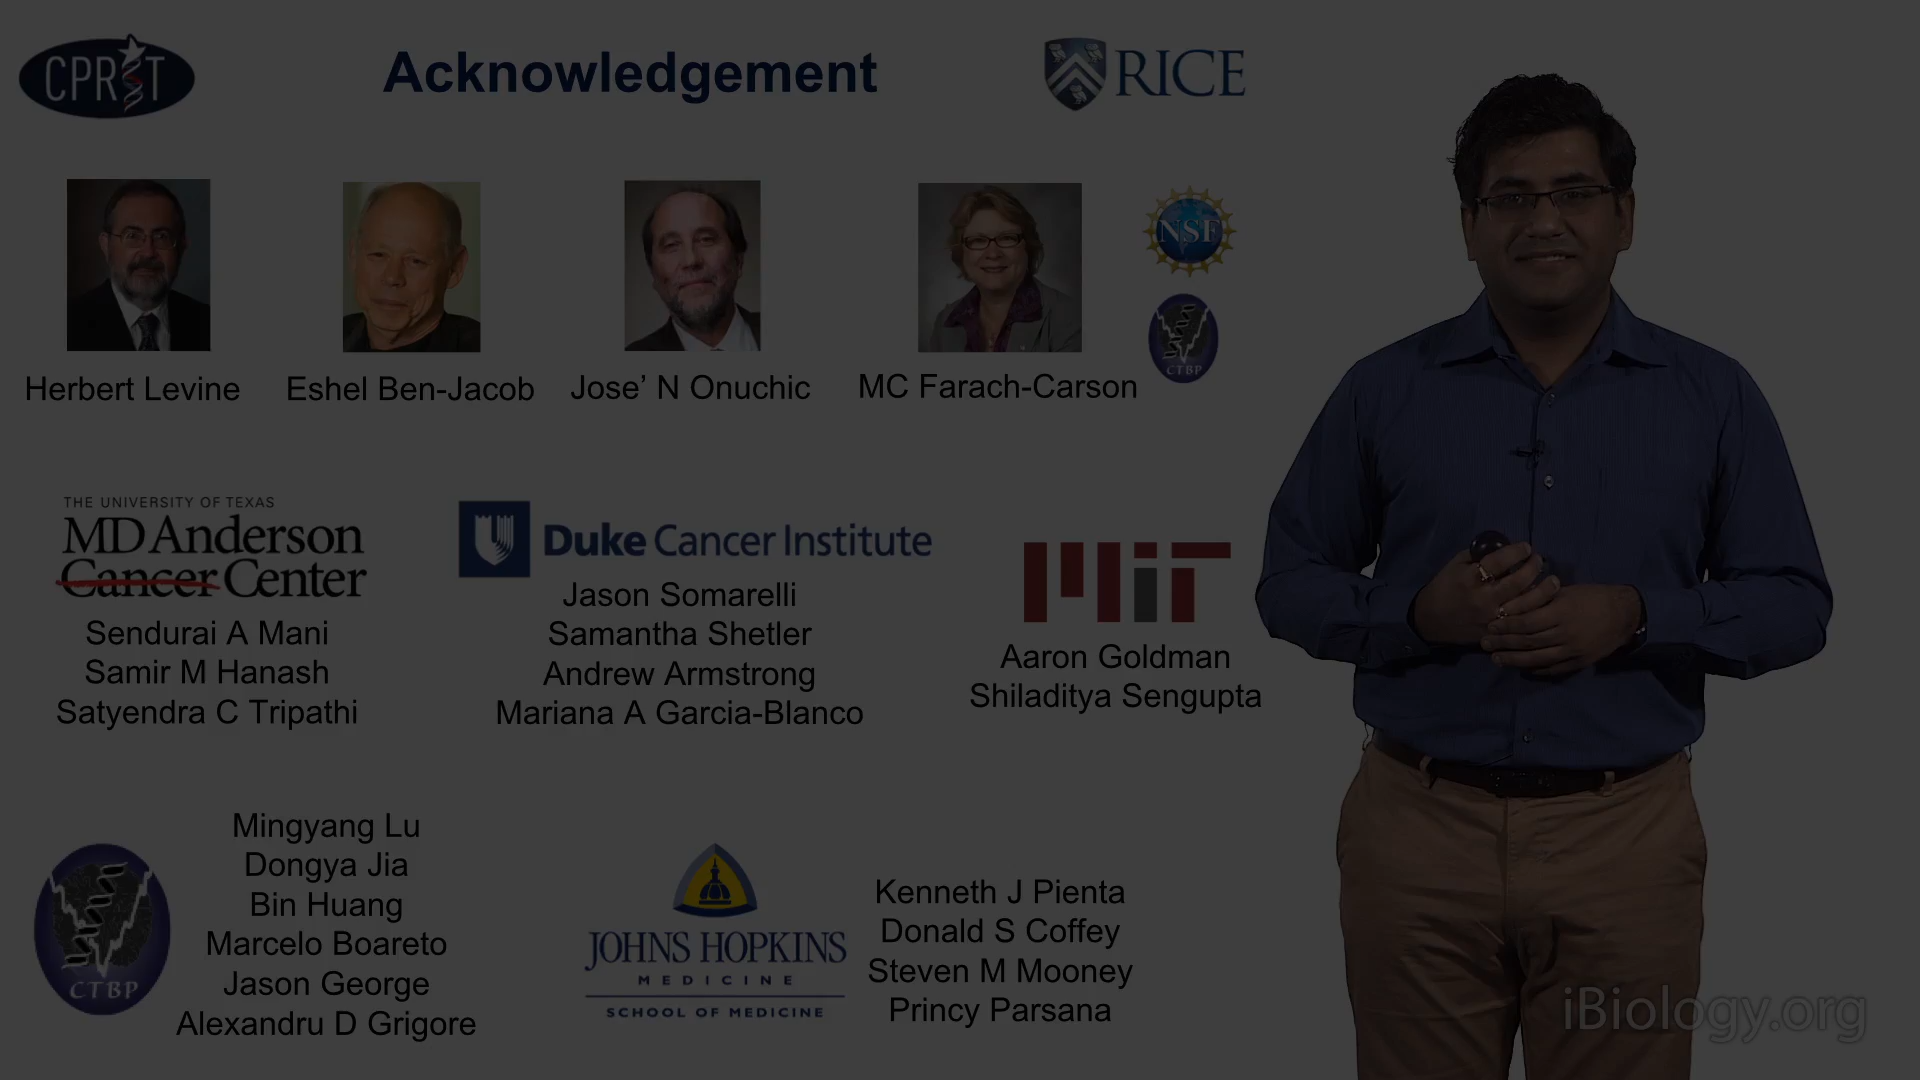 CPRIT
Acknowledgement
RICE
NSF
CTBP
Herbert Levine
Eshel Ben-Jacob
Jose’ N Onuchic
MC Farach-Carson
THE UNIVERSITY OF TEXAS
MD Anderson
Cancer Center
Sendurai A Mani
Samir M Hanash
Satyendra C Tripathi
Duke Cancer Institute
Jason Somarelli
Samantha Shetler
Andrew Armstrong
Mariana A Garcia-Blanco
MIT
Aaron Goldman
Shiladitya Sengupta
CTBP
Mingyang Lu
Dongya Jia
Bin Huang
Marcelo Boareto
Jason George
Alexandru D Grigore
JOHNS HOPKINS
MEDICINE
SCHOOL OF MEDICINE
Kenneth J Pienta
Donald S Coffey
Steven M Mooney
Princy Parsana
iBiology.org